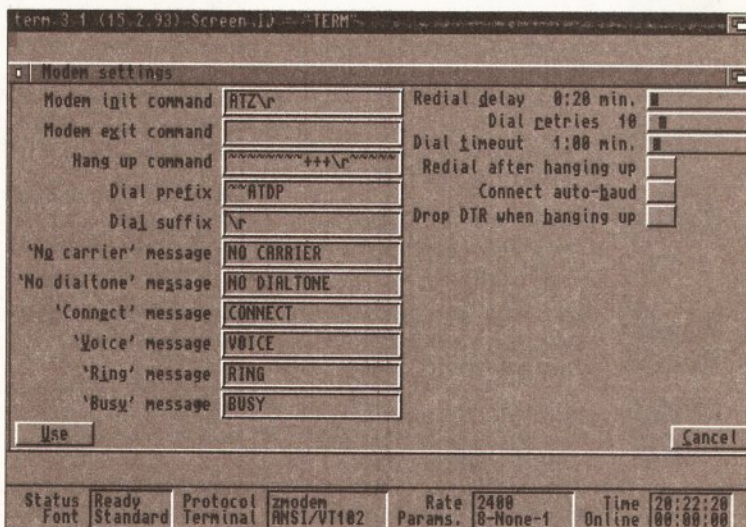 term 3.1 (15.2.93) Screen ID = "TERM"
Modem settings
Modem init command ATZ\r
Modem exit command
Hang up command ~~~~~~~~+++\r~~~~~
Dial prefix ~~ATDP
Dial suffix \r
'No carrier' message NO CARRIER
'No dialtone' message NO DIALTONE
'Connect' message CONNECT
'Voice' message VOICE
'Ring' message RING
'Busy' message BUSY
Redial delay 0:20 min.
Dial retries 10
Dial timeout 1:00 min.
Redial after hanging up
Connect auto-baud
Drop DTR when hanging up
Use
Cancel
Status Ready Protocol zmodem Rate 2400 Time 20:22:20
Font Standard Terminal ANSI/VT102 Params. 8-None-1 Online 00:00:00